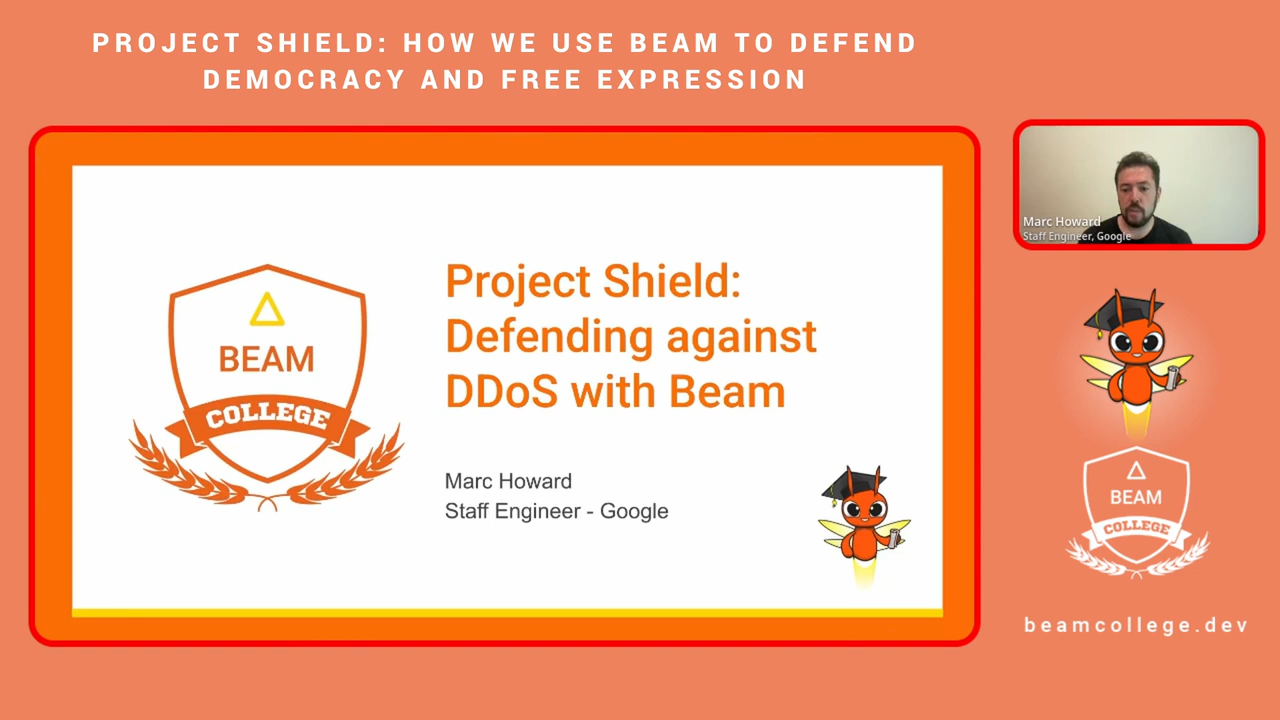 PROJECT SHIELD: HOW WE USE BEAM TO DEFEND
DEMOCRACY AND FREE EXPRESSION
BEAM
COLLEGE
Project Shield:
Defending against
DDoS with Beam
Marc Howard
Staff Engineer - Google
Marc Howard
Staff Engineer, Google
BEAM
COLLEGE
beamcollege.dev